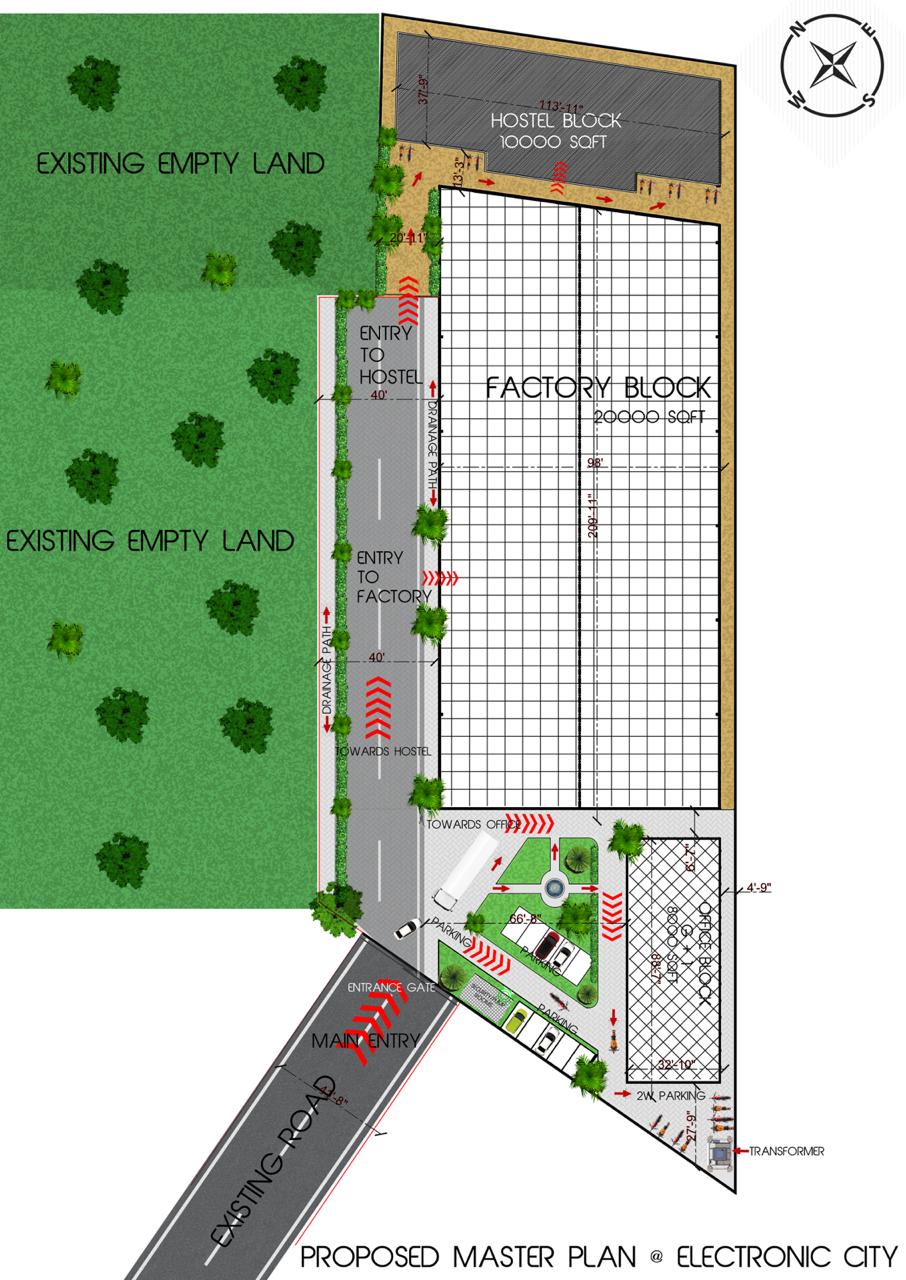 N
E
W
S
EXISTING EMPTY LAND
37'-9"
113'-11"
HOSTEL BLOCK
10000 SQFT
13'-3"
20'-11"
ENTRY
TO
HOSTEL
40'
DRAINAGE PATH
FACTORY BLOCK
20000 SQFT
98'
209'-11"
EXISTING EMPTY LAND
ENTRY
TO
FACTORY
DRAINAGE PATH
40'
TOWARDS HOSTEL
TOWARDS OFFICE
6'-7"
4'-9"
66'-8"
PARKING
PARKING
PARKING
OFFICE BLOCK
G + 1
8000 SQFT
32'-10"
ENTRANCE GATE
MAIN ENTRY
43'-8"
EXISTING ROAD
2W PARKING
27'-9"
TRANSFORMER
PROPOSED MASTER PLAN @ ELECTRONIC CITY